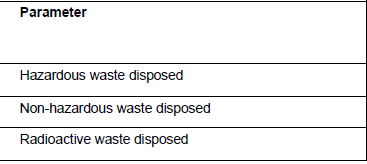 Parameter
Hazardous waste disposed
Non-hazardous waste disposed
Radioactive waste disposed